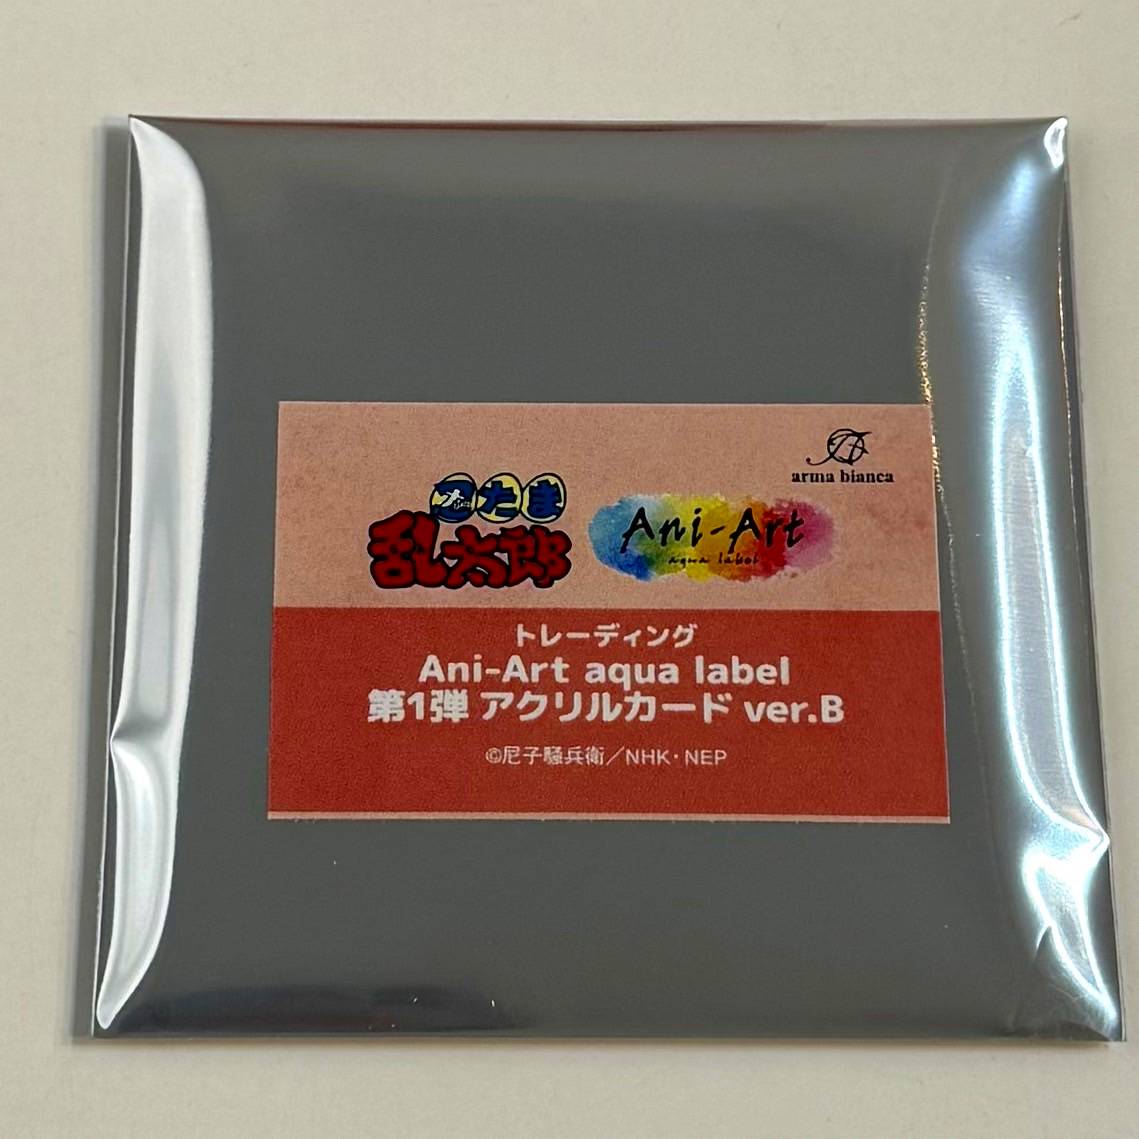 arma bianca
忍たま
乱太郎
Ani-Art
aqua label
トレーディング
Ani-Art aqua label
第1弾 アクリルカード ver.B
©尼子騒兵衛／NHK・NEP